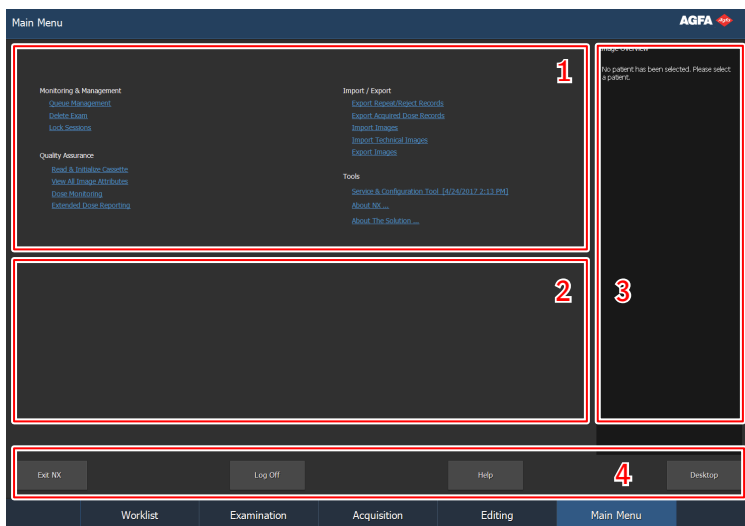 Main Menu
AGFA
Image Overview
No patient has been selected. Please select
a patient.
1
Monitoring & Management
Queue Management
Delete Exam
Lock Sessions
Quality Assurance
Read & Initialize Cassette
View All Image Attributes
Dose Monitoring
Extended Dose Reporting
Import / Export
Export Repeat/Reject Records
Export Acquired Dose Records
Import Images
Import Technical Images
Export Images
Tools
Service & Configuration Tool [4/24/2017 2:13 PM]
About NX ...
About The Solution ...
2
3
Exit NX
Log Off
Help
4
Desktop
Worklist
Examination
Acquisition
Editing
Main Menu